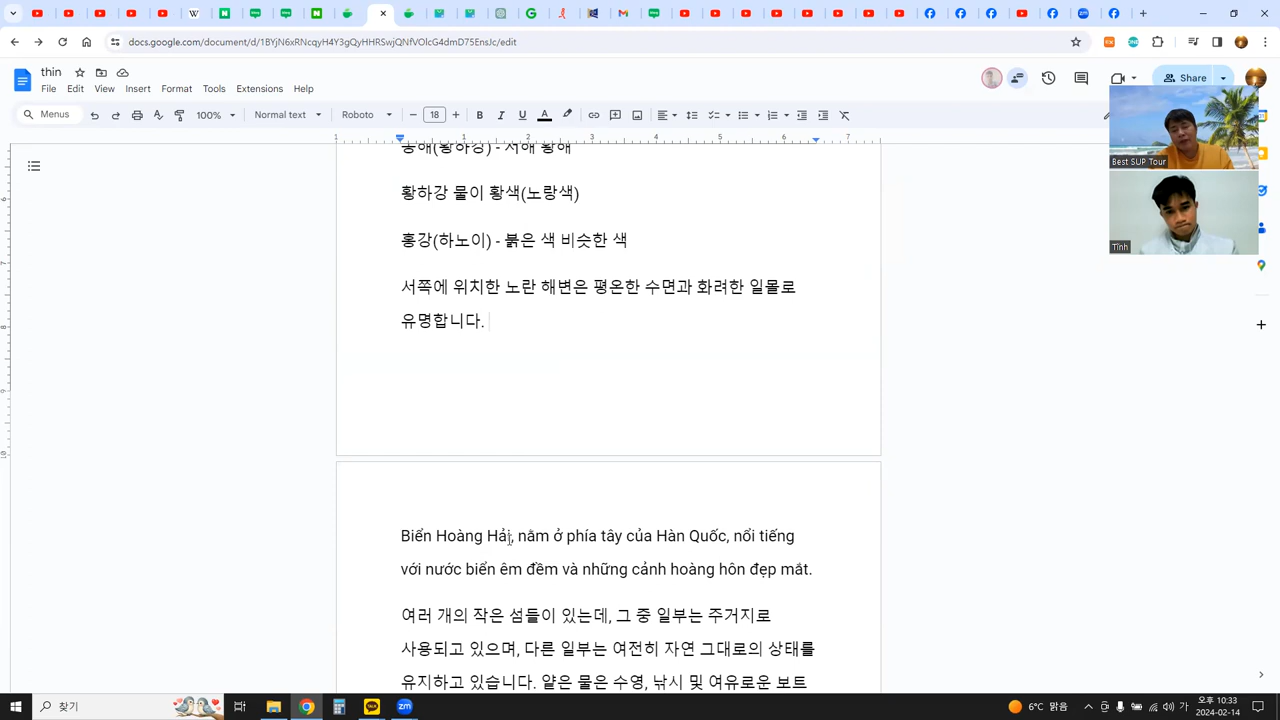 docs.google.com/document/d/1BYjN6xRNcqyH4Y3gQyHHRSwjQNfVOlcG4dmD75EnsJc/edit
thin
File Edit View Insert Format Tools Extensions Help
Share
Menus 100% Normal text Roboto 18
황하강 물이 황색(노랑색)
홍강(하노이) - 붉은 색 비슷한 색
서쪽에 위치한 노란 해변은 평온한 수면과 화려한 일몰로
유명합니다.
Biển Hoàng Hải, nằm ở phía tây của Hàn Quốc, nổi tiếng
với nước biển êm đềm và những cảnh hoàng hôn đẹp mắt.
여러 개의 작은 섬들이 있는데, 그 중 일부는 주거지로
사용되고 있으며, 다른 일부는 여전히 자연 그대로의 상태를
유지하고 있습니다. 얕은 물은 수영, 낚시 및 여유로운 보트
Best SUP Tour
Tĩnh
찾기
6℃ 맑음
가
오후 10:33
2024-02-14